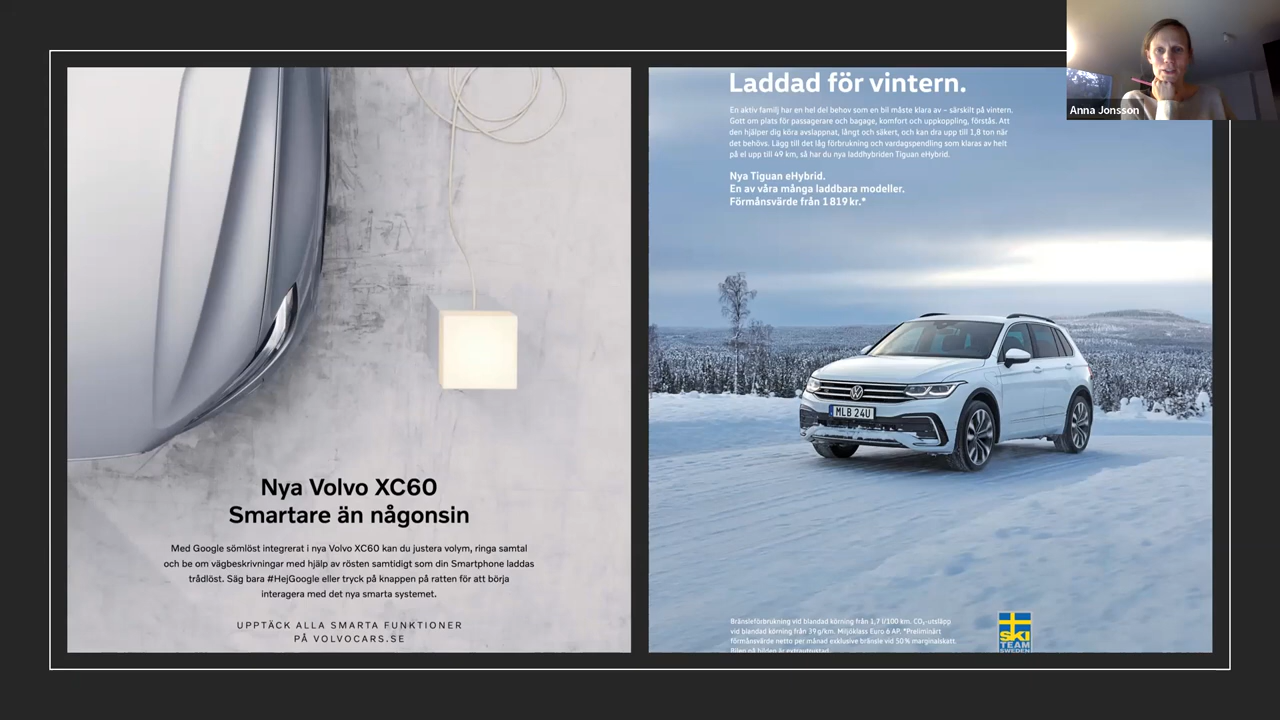 Nya Volvo XC60
Smartare än någonsin
Med Google sömlöst integrerat i nya Volvo XC60 kan du justera volym, ringa samtal
och be om vägbeskrivningar med hjälp av rösten samtidigt som din Smartphone laddas
trådlöst. Säg bara #HejGoogle eller tryck på knappen på ratten för att börja
interagera med det nya smarta systemet.
UPPTÄCK ALLA SMARTA FUNKTIONER
PÅ VOLVOCARS.SE
Laddad för vintern.
En aktiv familj har en hel del behov som en bil måste klara av – särskilt på vintern.
Gott om plats för passagerare och bagage, komfort och uppkoppling, förstås. Att
den hjälper dig köra avslappnat, långt och säkert, och kan dra upp till 1,8 ton när
det behövs. Lägg till det låg förbrukning och vardagspendling som klaras av helt
på el upp till 49 km, så har du nya laddhybriden Tiguan eHybrid.
Nya Tiguan eHybrid.
En av våra många laddbara modeller.
Förmånsvärde från 1 819 kr.*
MLB 24U
Bränsleförbrukning vid blandad körning från 1,7 l/100 km. CO₂-utsläpp
vid blandad körning från 39 g/km. Miljöklass Euro 6 AP. *Preliminärt
förmånsvärde netto per månad exklusive bränsle vid 50 % marginalskatt.
Bilen på bilden är extrautrustad.
SKI
TEAM
SWEDEN
Anna Jonsson